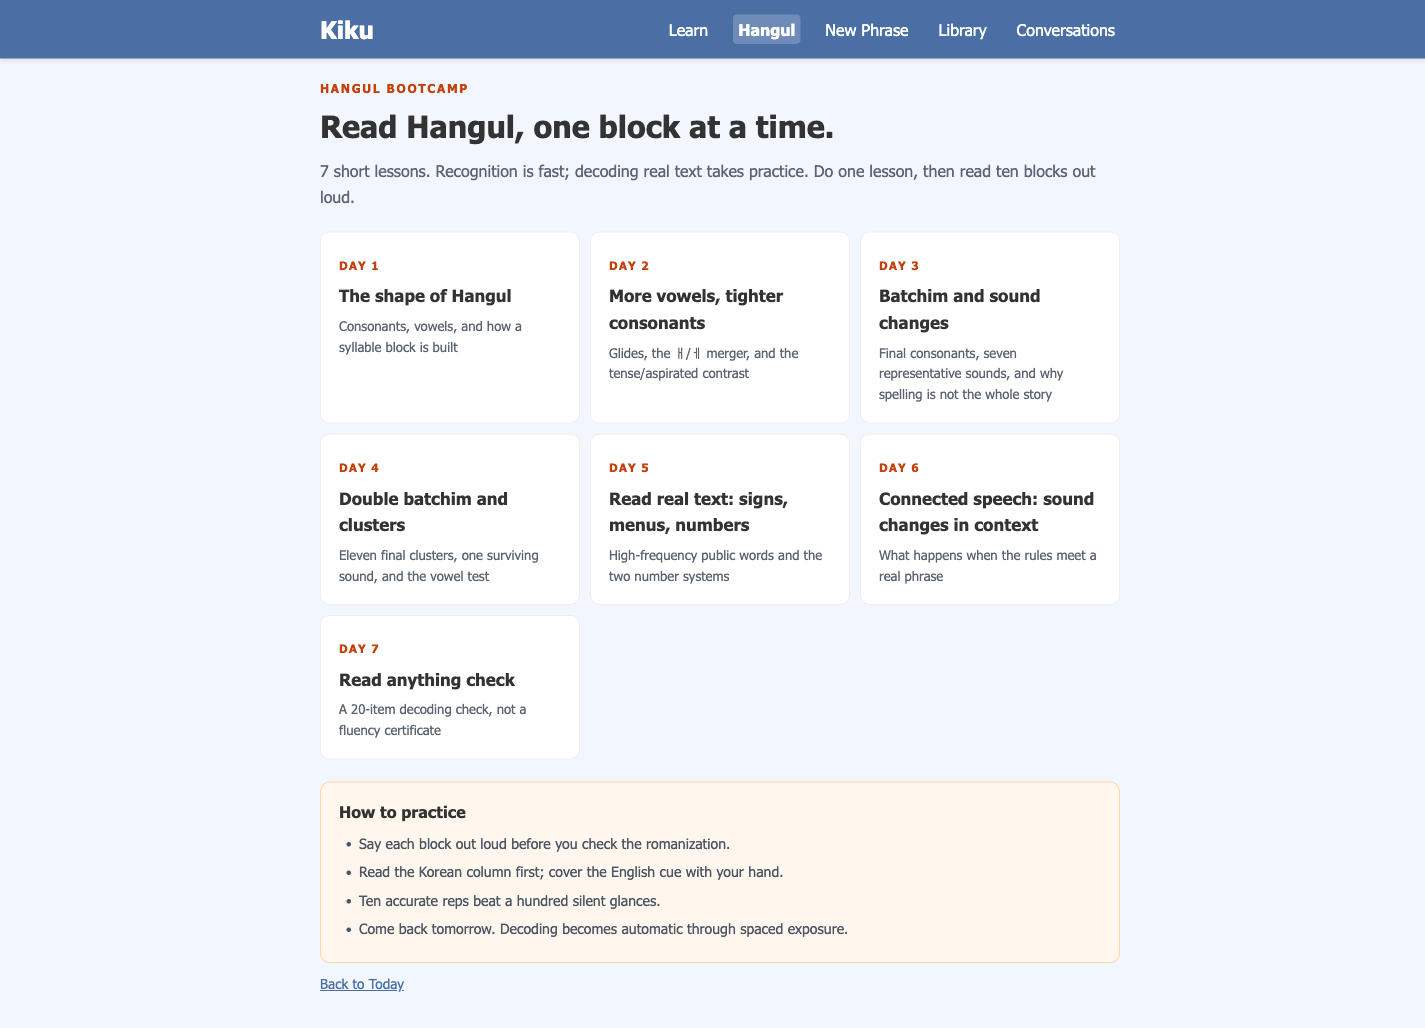 Kiku
Learn
Hangul
New Phrase
Library
Conversations
HANGUL BOOTCAMP
Read Hangul, one block at a time.
7 short lessons. Recognition is fast; decoding real text takes practice. Do one lesson, then read ten blocks out
loud.
DAY 1
The shape of Hangul
Consonants, vowels, and how a
syllable block is built
DAY 2
More vowels, tighter
consonants
Glides, the ㅐ/ㅔ merger, and the
tense/aspirated contrast
DAY 3
Batchim and sound
changes
Final consonants, seven
representative sounds, and why
spelling is not the whole story
DAY 4
Double batchim and
clusters
Eleven final clusters, one surviving
sound, and the vowel test
DAY 5
Read real text: signs,
menus, numbers
High-frequency public words and the
two number systems
DAY 6
Connected speech: sound
changes in context
What happens when the rules meet a
real phrase
DAY 7
Read anything check
A 20-item decoding check, not a
fluency certificate
How to practice
• Say each block out loud before you check the romanization.
• Read the Korean column first; cover the English cue with your hand.
• Ten accurate reps beat a hundred silent glances.
• Come back tomorrow. Decoding becomes automatic through spaced exposure.
Back to Today